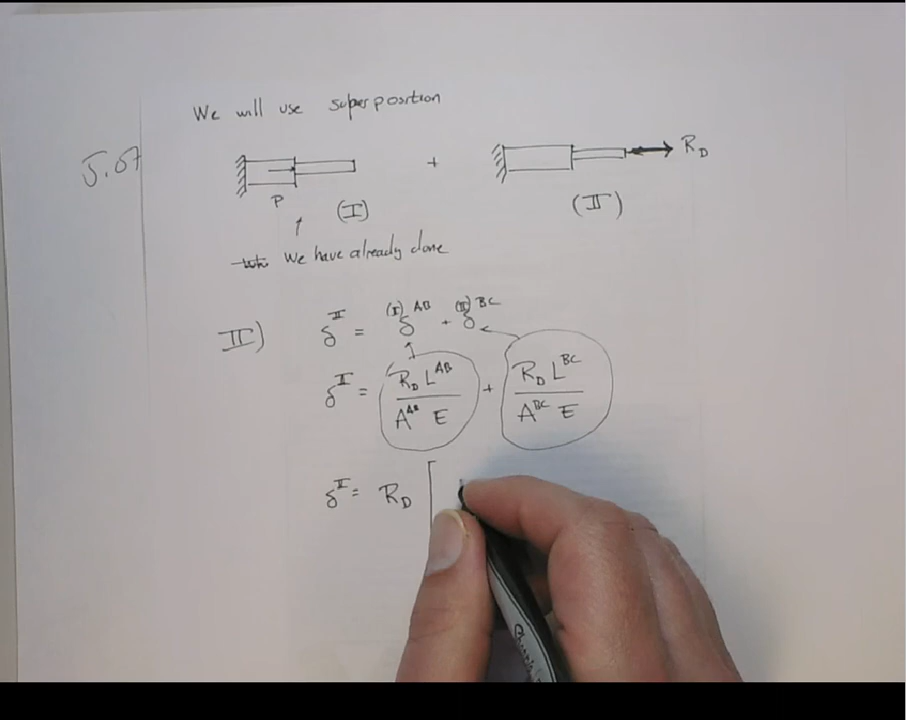 We will use superposition
5.67
+ R_D
P (I) (II)
We have already done
II) δ^II = (I)δ^AB + (II)δ^BC
δ^II = R_D L^AB / A^AB E + R_D L^BC / A^BC E
δ^II = R_D [